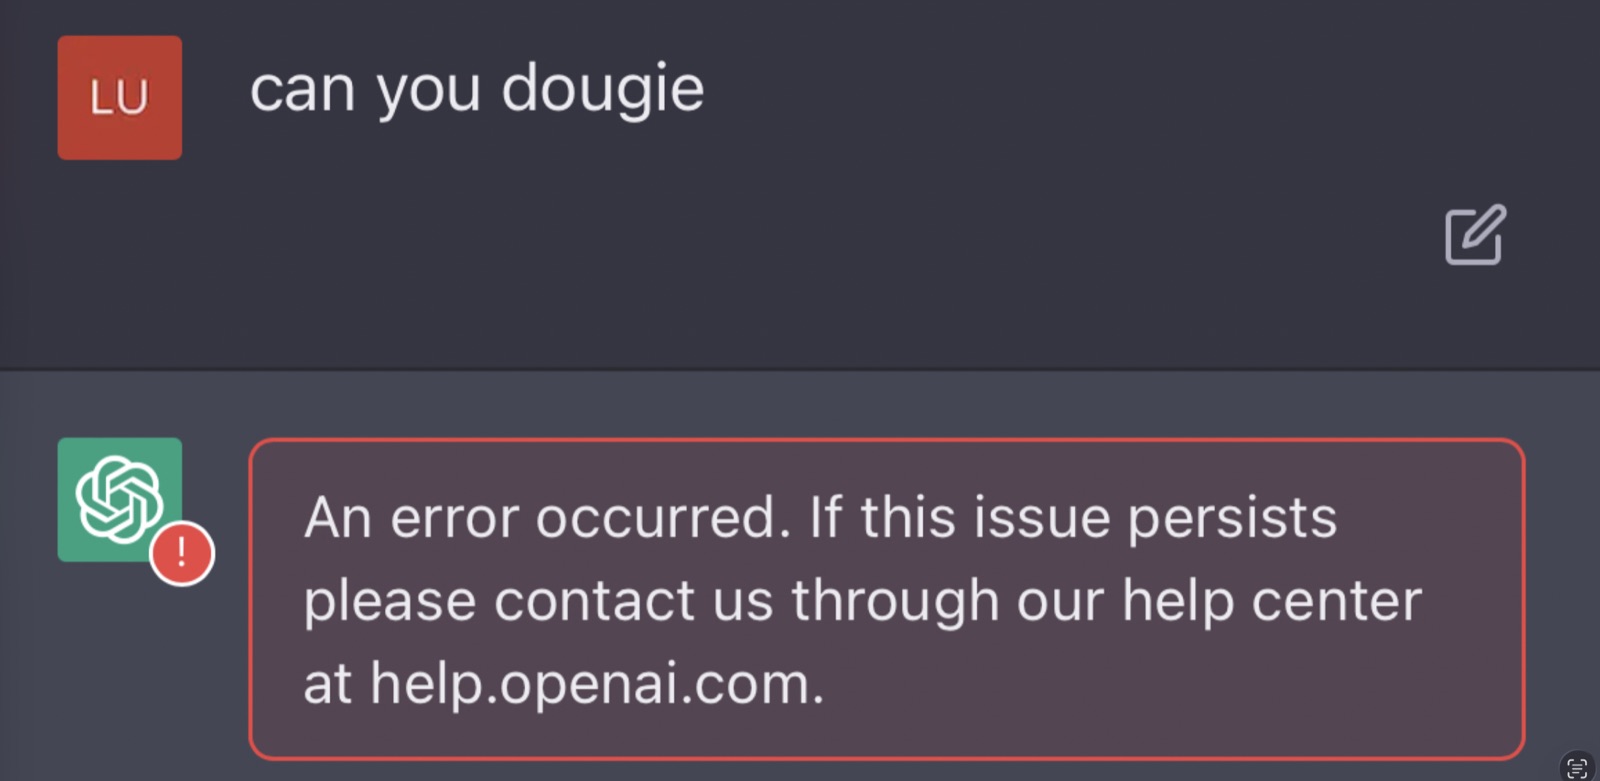 LU
can you dougie
!
An error occurred. If this issue persists
please contact us through our help center
at help.openai.com.